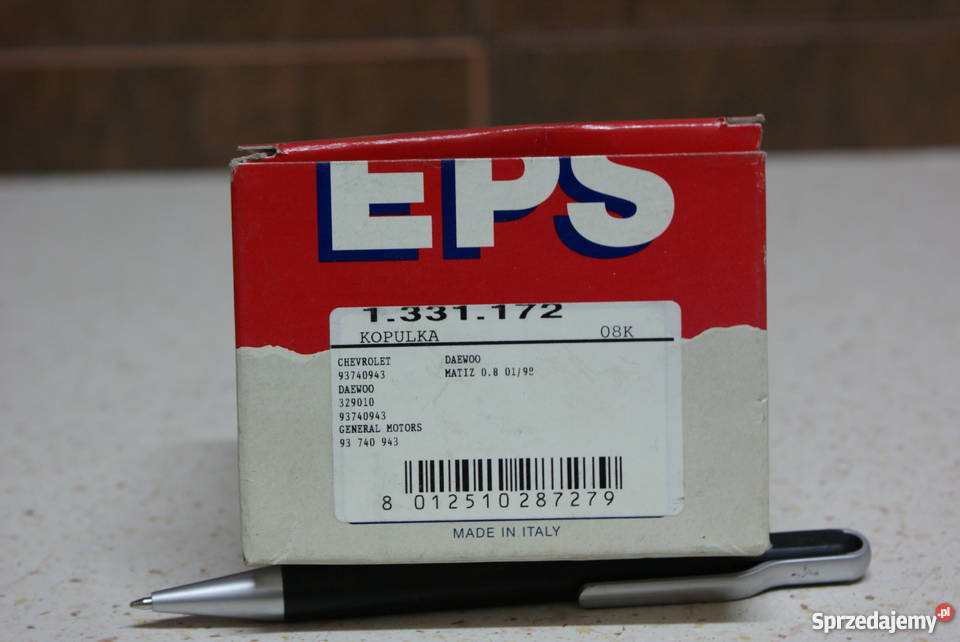 EPS
1.331.172
KOPULKA 08K
CHEVROLET DAEWOO
93740943 MATIZ 0.8 01/98
DAEWOO
329010
93740943
GENERAL MOTORS
93 740 943
8 012510 287279
MADE IN ITALY
Sprzedajemy.pl